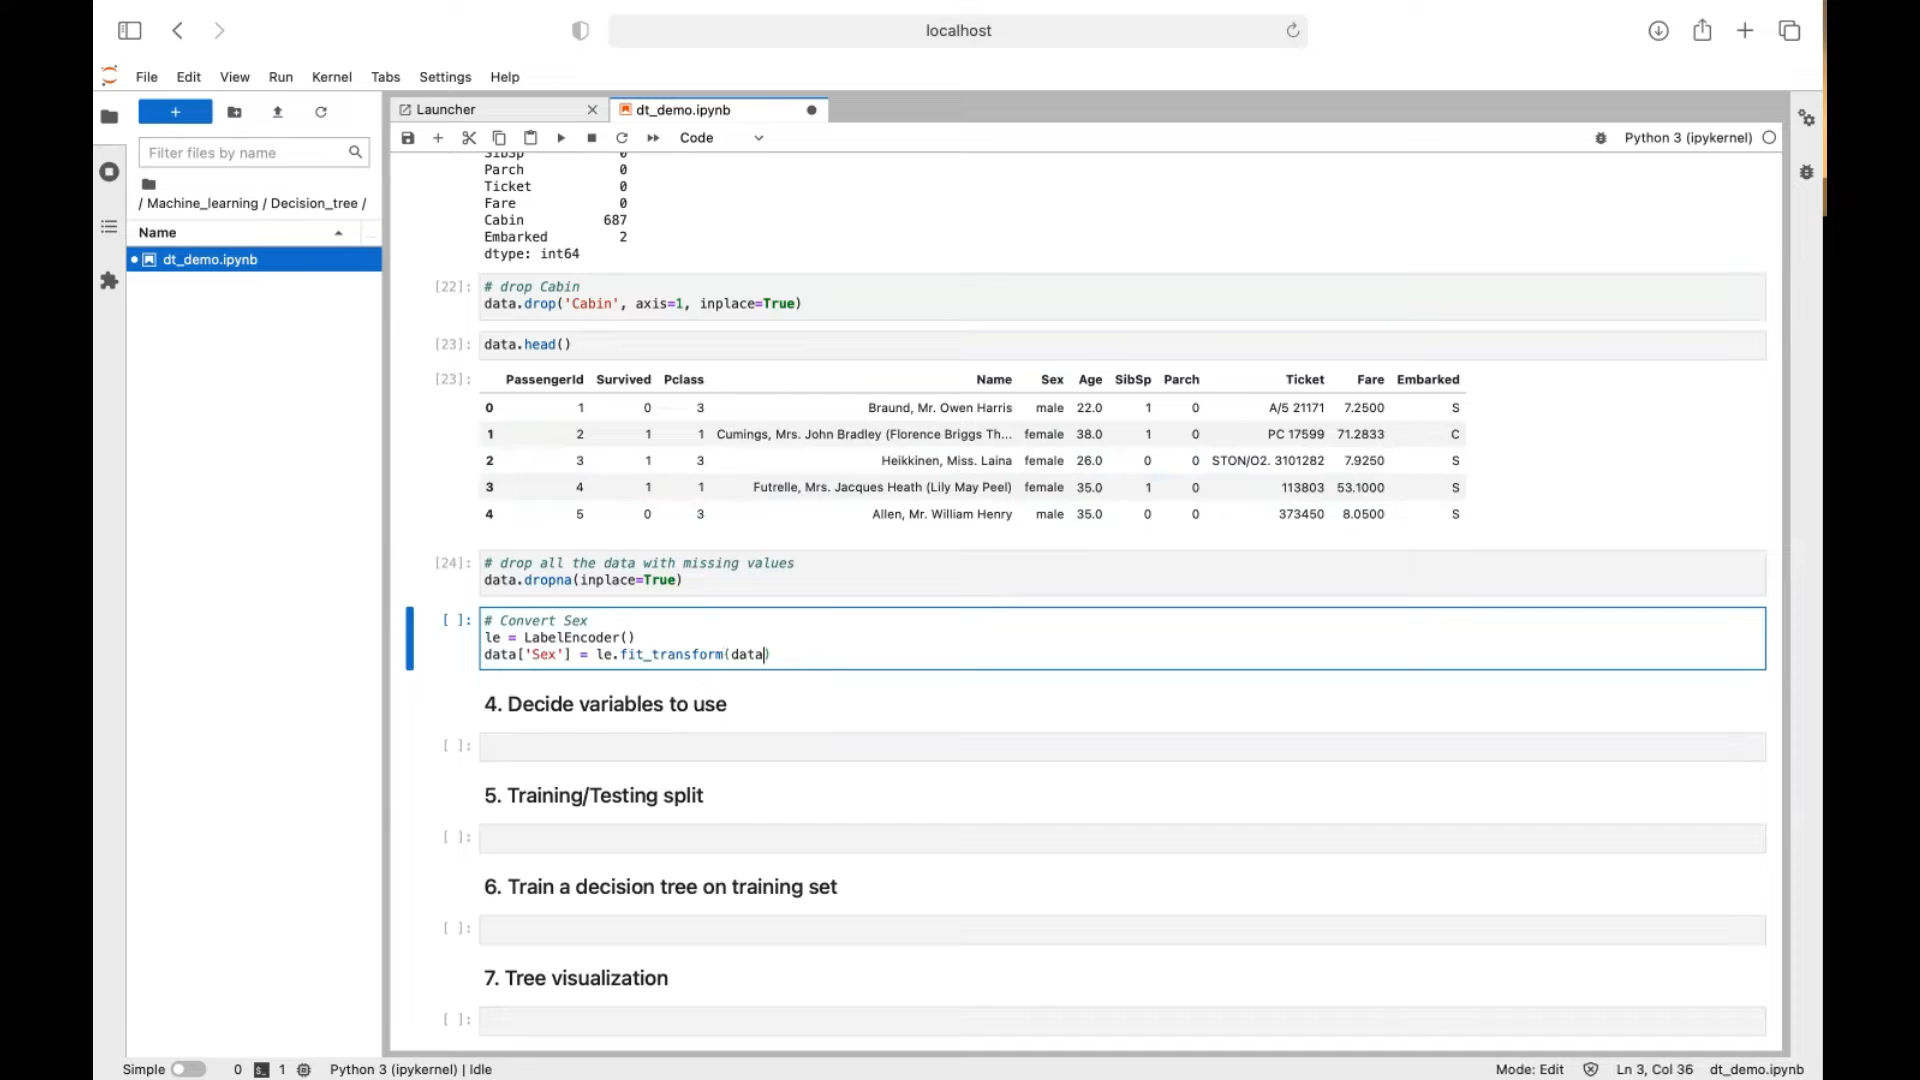 localhost
File Edit View Run Kernel Tabs Settings Help
Launcher
dt_demo.ipynb
Filter files by name
/ Machine_learning / Decision_tree /
Name
dt_demo.ipynb
Code
Python 3 (ipykernel)
SibSp 0
Parch 0
Ticket 0
Fare 0
Cabin 687
Embarked 2
dtype: int64
[22]: # drop Cabin
data.drop('Cabin', axis=1, inplace=True)
[23]: data.head()
[23]: PassengerId Survived Pclass Name Sex Age SibSp Parch Ticket Fare Embarked
0 1 0 3 Braund, Mr. Owen Harris male 22.0 1 0 A/5 21171 7.2500 S
1 2 1 1 Cumings, Mrs. John Bradley (Florence Briggs Th... female 38.0 1 0 PC 17599 71.2833 C
2 3 1 3 Heikkinen, Miss. Laina female 26.0 0 0 STON/O2. 3101282 7.9250 S
3 4 1 1 Futrelle, Mrs. Jacques Heath (Lily May Peel) female 35.0 1 0 113803 53.1000 S
4 5 0 3 Allen, Mr. William Henry male 35.0 0 0 373450 8.0500 S
[24]: # drop all the data with missing values
data.dropna(inplace=True)
[ ]: # Convert Sex
le = LabelEncoder()
data['Sex'] = le.fit_transform(data)
4. Decide variables to use
[ ]:
5. Training/Testing split
[ ]:
6. Train a decision tree on training set
[ ]:
7. Tree visualization
[ ]:
Simple 0 1 Python 3 (ipykernel) | Idle Mode: Edit Ln 3, Col 36 dt_demo.ipynb